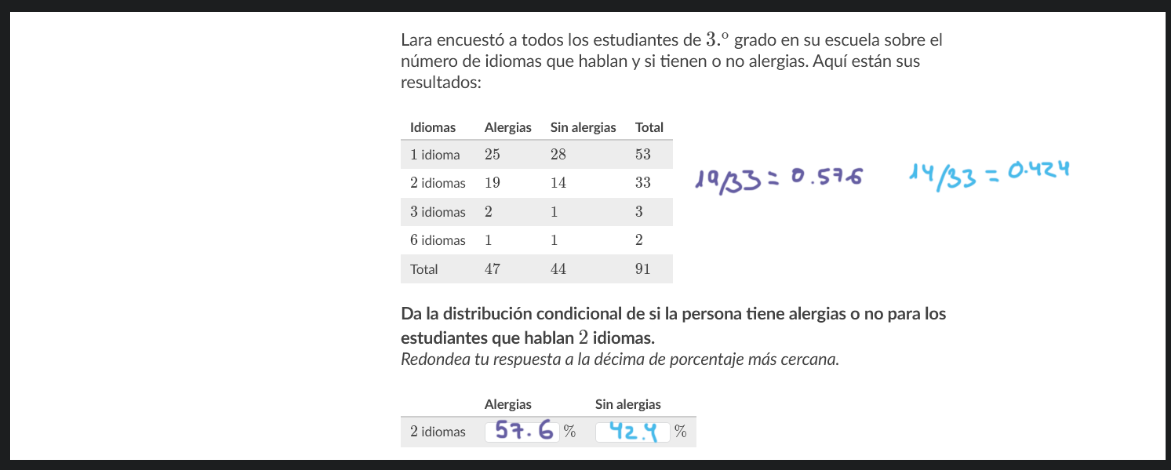 Lara encuestó a todos los estudiantes de 3.º grado en su escuela sobre el
número de idiomas que hablan y si tienen o no alergias. Aquí están sus
resultados:
Idiomas Alergias Sin alergias Total
1 idioma 25 28 53
2 idiomas 19 14 33 19/33 = 0.576 14/33 = 0.424
3 idiomas 2 1 3
6 idiomas 1 1 2
Total 47 44 91
Da la distribución condicional de si la persona tiene alergias o no para los
estudiantes que hablan 2 idiomas.
Redondea tu respuesta a la décima de porcentaje más cercana.
Alergias Sin alergias
2 idiomas 57.6 % 42.4 %